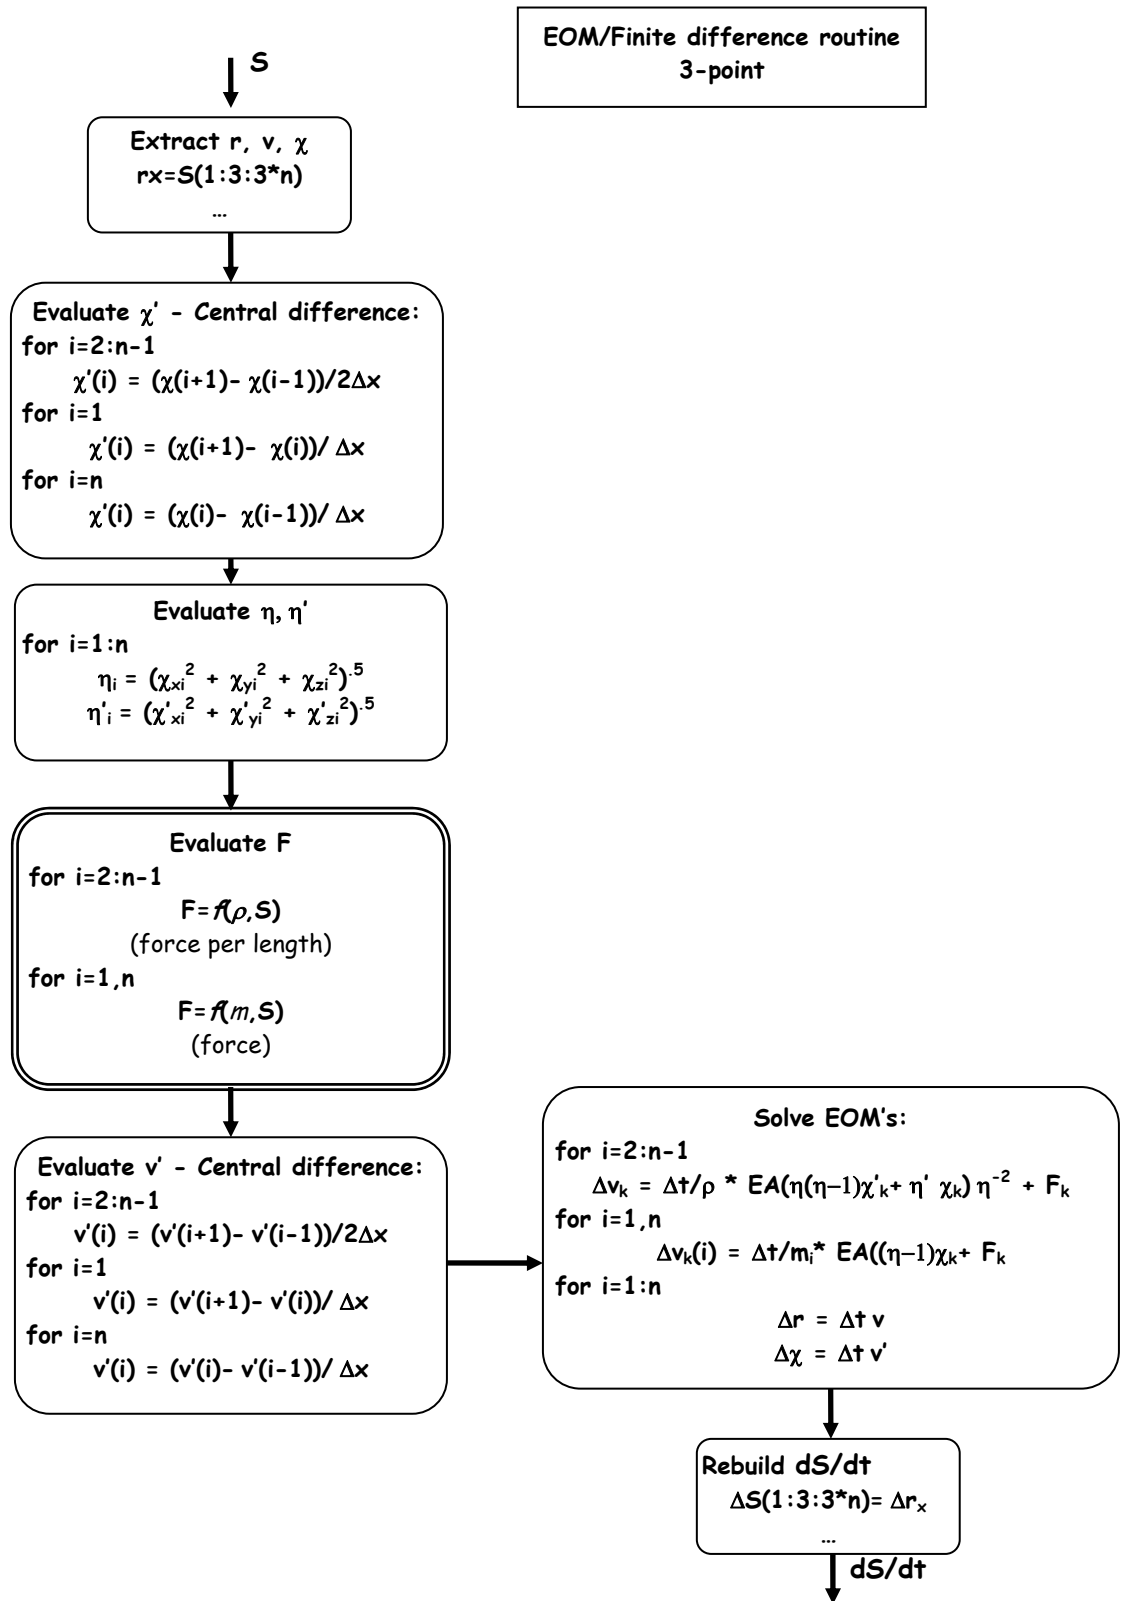 EOM/Finite difference routine
3-point
S
Extract r, v, χ
rx=S(1:3:3*n)
...
Evaluate χ' - Central difference:
for i=2:n-1
χ'(i) = (χ(i+1)- χ(i-1))/2Δx
for i=1
χ'(i) = (χ(i+1)- χ(i))/ Δx
for i=n
χ'(i) = (χ(i)- χ(i-1))/ Δx
Evaluate η, η'
for i=1:n
ηᵢ = (χₓᵢ² + χyᵢ² + χzᵢ²)·⁵
η'ᵢ = (χ'ₓᵢ² + χ'yᵢ² + χ'zᵢ²)·⁵
Evaluate F
for i=2:n-1
F=f(ρ,S)
(force per length)
for i=1,n
F=f(m,S)
(force)
Evaluate v' - Central difference:
for i=2:n-1
v'(i) = (v'(i+1)- v'(i-1))/2Δx
for i=1
v'(i) = (v'(i+1)- v'(i))/ Δx
for i=n
v'(i) = (v'(i)- v'(i-1))/ Δx
Solve EOM's:
for i=2:n-1
Δvₖ = Δt/ρ * EA(η(η−1)χ'ₖ+ η' χₖ) η⁻² + Fₖ
for i=1,n
Δvₖ(i) = Δt/mᵢ* EA((η−1)χₖ+ Fₖ
for i=1:n
Δr = Δt v
Δχ = Δt v'
Rebuild dS/dt
ΔS(1:3:3*n)= Δrₓ
...
dS/dt